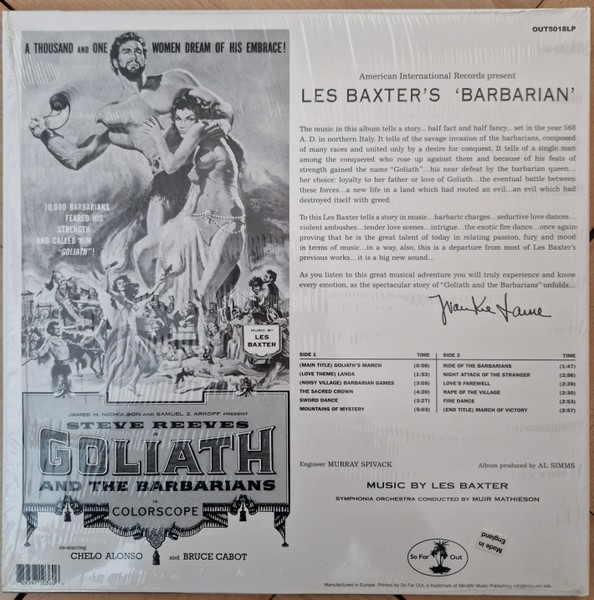 OUT5018LP
A THOUSAND and ONE WOMEN DREAM OF HIS EMBRACE!
10,000 BARBARIANS
FEARED HIS
STRENGTH
AND CALLED HIM
"GOLIATH"!
MUSIC BY
LES
BAXTER
JAMES H. NICHOLSON AND SAMUEL Z. ARKOFF PRESENT
STEVE REEVES
IN
GOLIATH
AND THE BARBARIANS
IN
COLORSCOPE
co-starring
CHELO ALONSO and BRUCE CABOT
American International Records present
LES BAXTER'S 'BARBARIAN'
The music in this album tells a story... half fact and half fancy... set in the year 568
A. D. in northern Italy. It tells of the savage invasion of the barbarians, composed
of many races and united only by a desire for conquest. It tells of a single man
among the conquered who rose up against them and because of his feats of
strength gained the name "Goliath"...his near defeat by the barbarian queen...
her choice: loyalty to her father or love of Goliath...the eventual battle between
these forces...a new life in a land which had routed an evil...an evil which had
destroyed itself with greed.
To this Les Baxter tells a story in music...barbaric charges...seductive love dances...
violent ambushes...tender love scenes...intrigue...the exotic fire dance...once again
proving that he is the great talent of today in relating passion, fury and mood
in terms of music...in a way, also, this is a departure from most of Les Baxter's
previous works... it is a big new sound...
As you listen to this great musical adventure you will truly experience and know
every emotion, as the spectacular story of "Goliath and the Barbarians" unfolds...
SIDE 1 TIME SIDE 2 TIME
(MAIN TITLE) GOLIATH'S MARCH (0:58) RIDE OF THE BARBARIANS (1:47)
(LOVE THEME) LANDA (1:53) NIGHT ATTACK OF THE STRANGER (2:56)
(NOISY VILLAGE) BARBARIAN GAMES (3:05) LOVE'S FAREWELL (2:39)
THE SACRED CROWN (4:20) RAPE OF THE VILLAGE (2:30)
SWORD DANCE (3:27) FIRE DANCE (2:53)
MOUNTAINS OF MYSTERY (5:03) (END TITLE) MARCH OF VICTORY (2:57)
Engineer MURRAY SPIVACK Album produced by AL SIMMS
MUSIC BY LES BAXTER
SYMPHONIA ORCHESTRA CONDUCTED BY MUIR MATHIESON
So Far Out
Made in
England
Manufactured in Europe. Printed by So Far Out, a trademark of